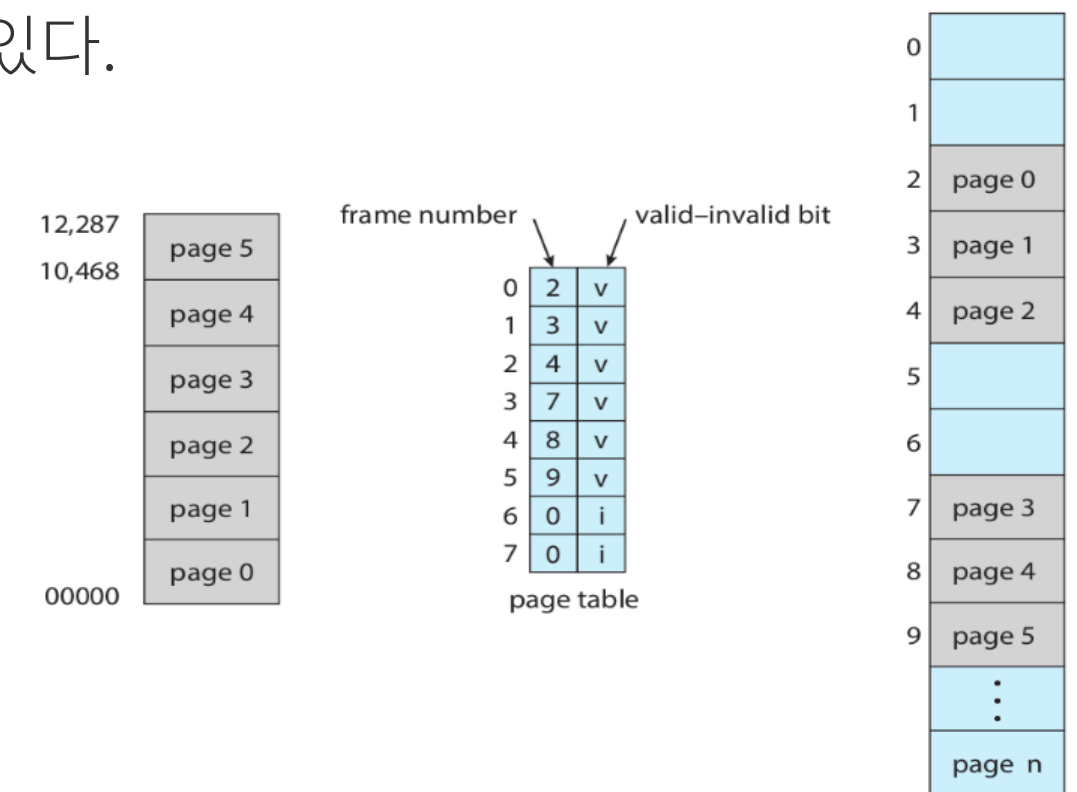 있다.
12,287
10,468
00000
page 5
page 4
page 3
page 2
page 1
page 0
frame number
valid–invalid bit
0 2 v
1 3 v
2 4 v
3 7 v
4 8 v
5 9 v
6 0 i
7 0 i
page table
0
1
2 page 0
3 page 1
4 page 2
5
6
7 page 3
8 page 4
9 page 5
page n